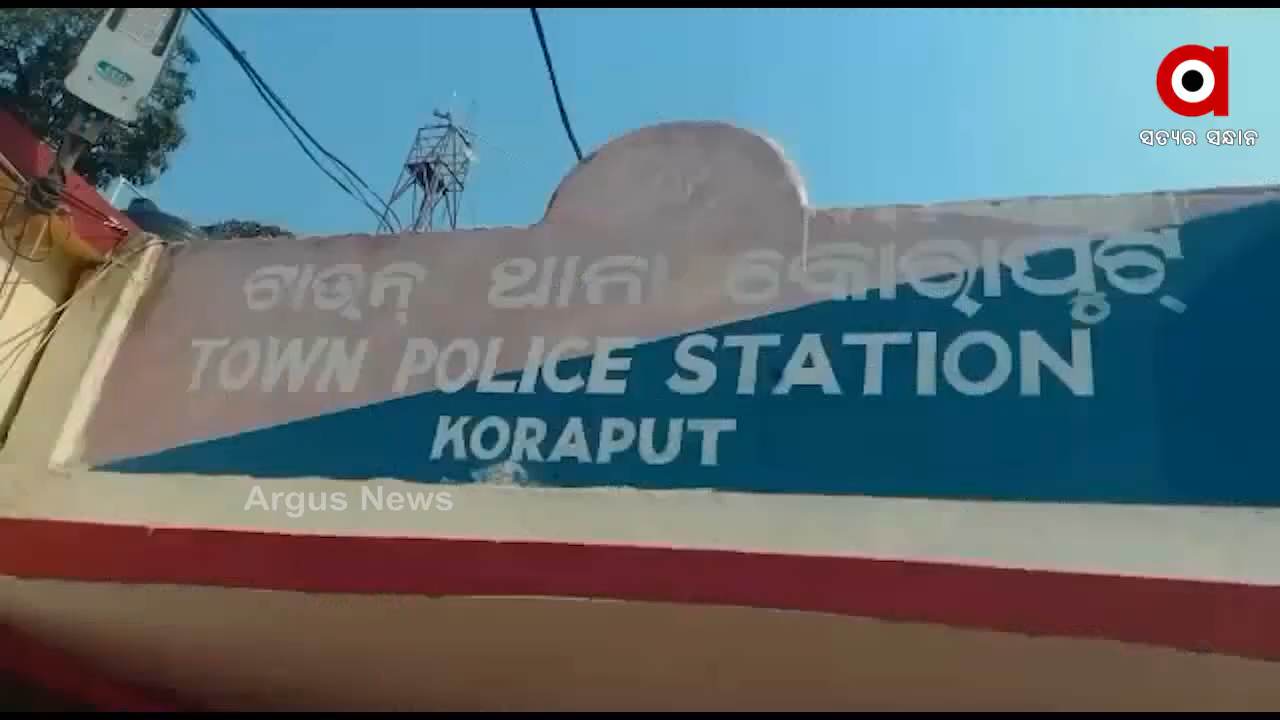 ସତ୍ୟର ସନ୍ଧାନ
ଟାଉନ୍ ଥାନା କୋରାପୁଟ୍
TOWN POLICE STATION
KORAPUT
Argus News